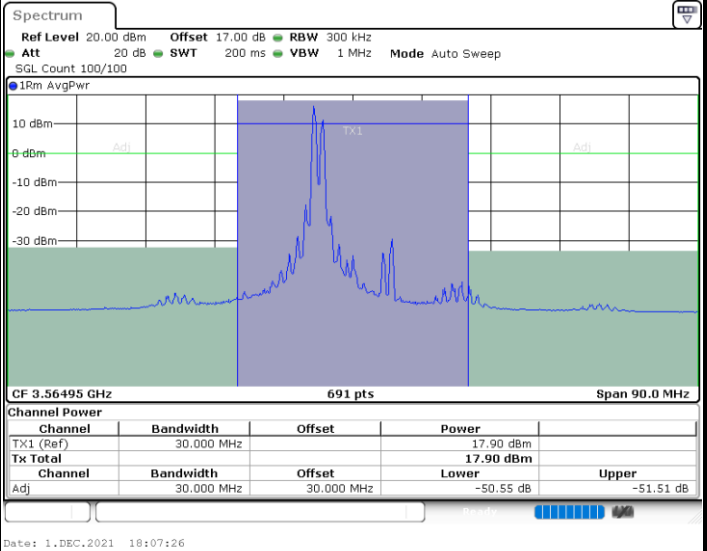 Spectrum
Ref Level 20.00 dBm Offset 17.00 dB RBW 300 kHz
Att 20 dB SWT 200 ms VBW 1 MHz Mode Auto Sweep
SGL Count 100/100
1Rm AvgPwr
10 dBm
TX1
Adj
Adj
0 dBm
-10 dBm
-20 dBm
-30 dBm
CF 3.56495 GHz 691 pts Span 90.0 MHz
Channel Power
Channel Bandwidth Offset Power
TX1 (Ref) 30.000 MHz 17.90 dBm
Tx Total 17.90 dBm
Channel Bandwidth Offset Lower Upper
Adj 30.000 MHz 30.000 MHz -50.55 dB -51.51 dB
Ready
Date: 1.DEC.2021 18:07:26